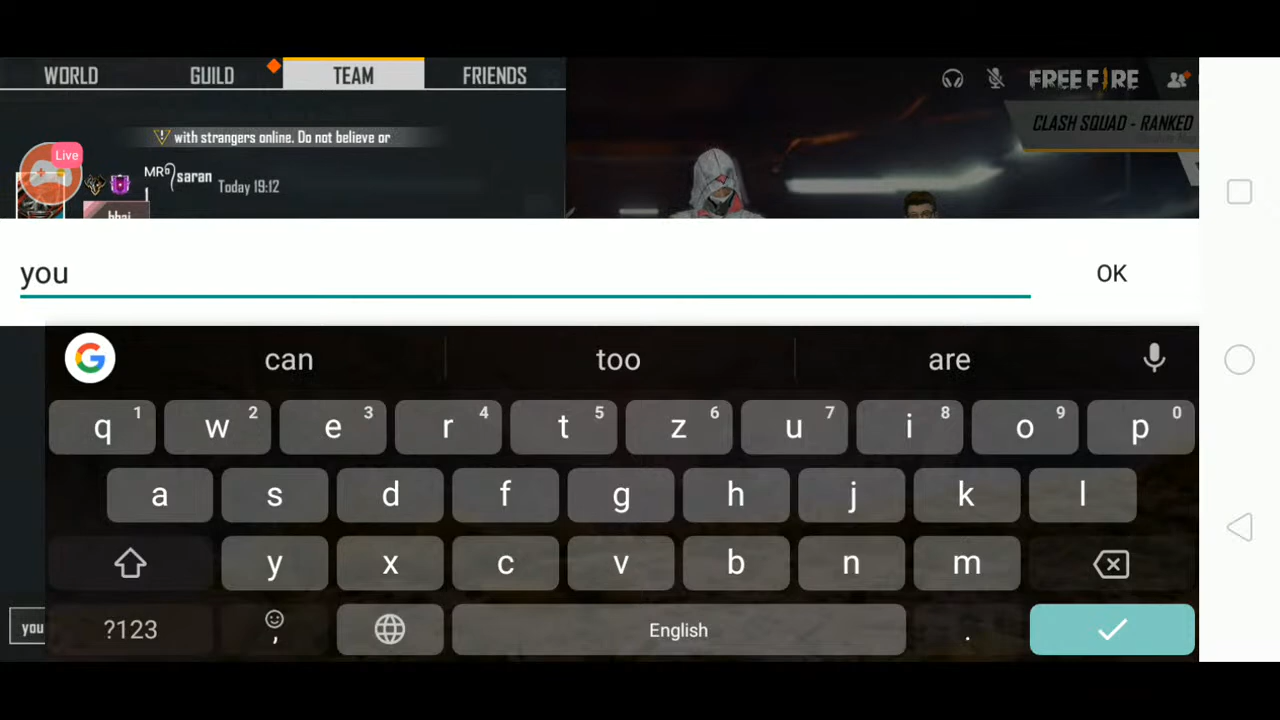 WORLD
GUILD
TEAM
FRIENDS
FREE FIRE
CLASH SQUAD - RANKED
with strangers online. Do not believe or
Live
MR saran
Today 19:12
bhai
you
OK
can
too
are
q 1 w 2 e 3 r 4 t 5 z 6 u 7 i 8 o 9 p 0
a s d f g h j k l
y x c v b n m
you
?123
,
English
.